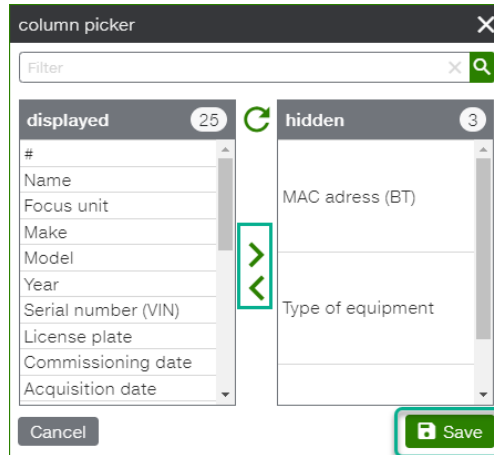 column picker
Filter
displayed 25
hidden 3
#
Name
Focus unit
Make
Model
Year
Serial number (VIN)
License plate
Commissioning date
Acquisition date
MAC adress (BT)
Type of equipment
Cancel
Save